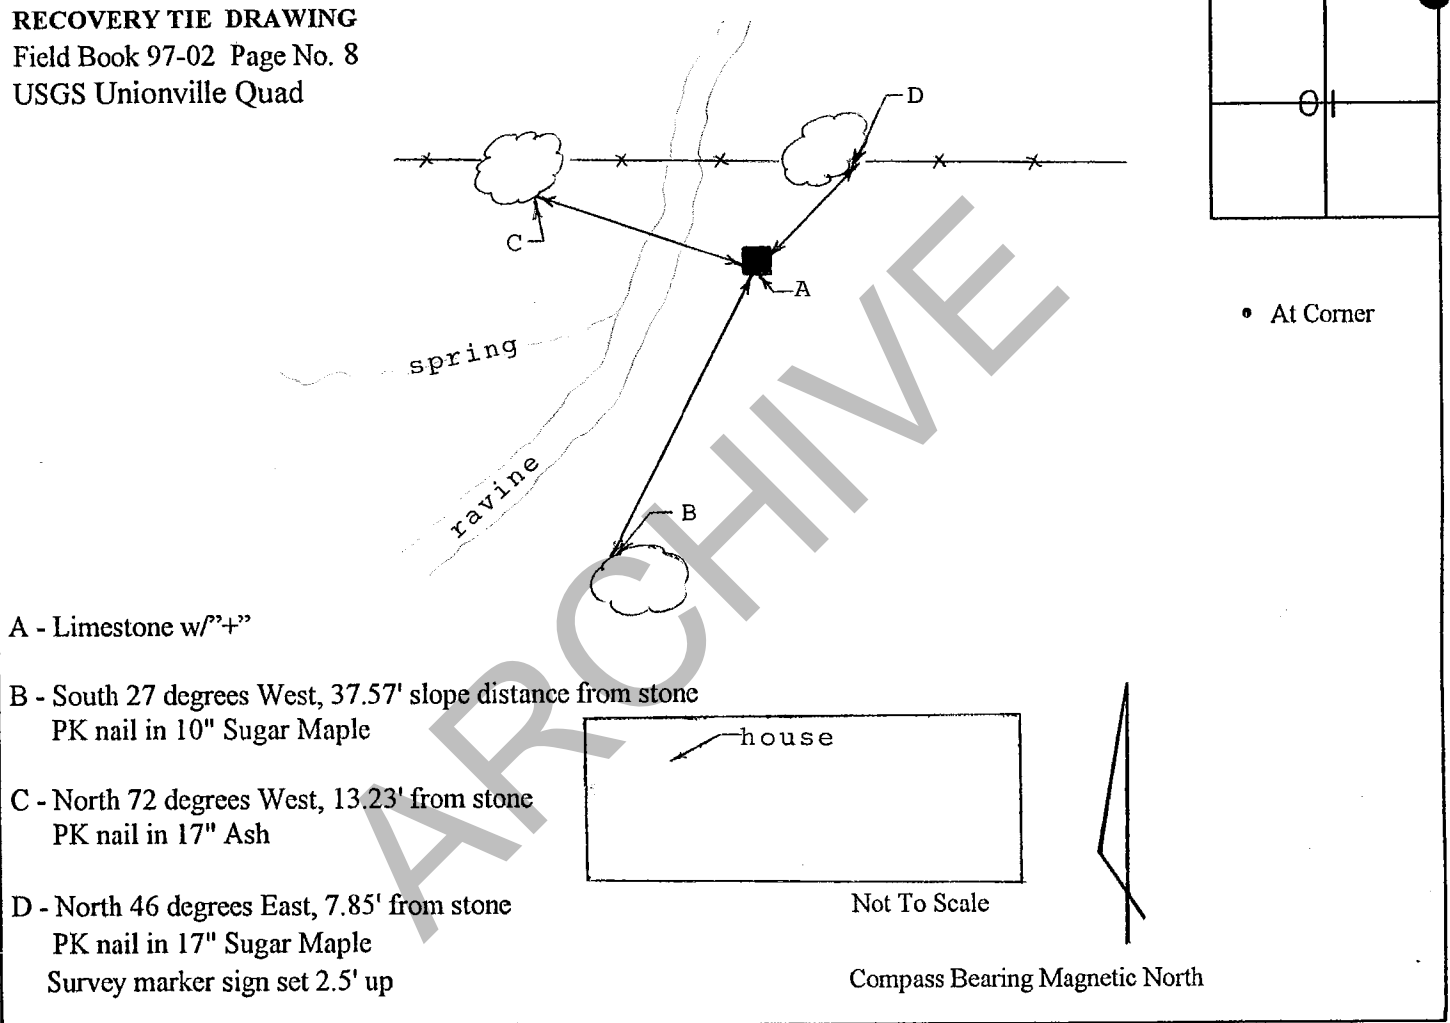 RECOVERY TIE DRAWING
Field Book 97-02 Page No. 8
USGS Unionville Quad
D
01
C
A
At Corner
spring
ravine
B
A - Limestone w/”+”
B - South 27 degrees West, 37.57' slope distance from stone
PK nail in 10" Sugar Maple
house
C - North 72 degrees West, 13.23' from stone
PK nail in 17" Ash
D - North 46 degrees East, 7.85' from stone
PK nail in 17" Sugar Maple
Survey marker sign set 2.5' up
Not To Scale
Compass Bearing Magnetic North
ARCHIVE